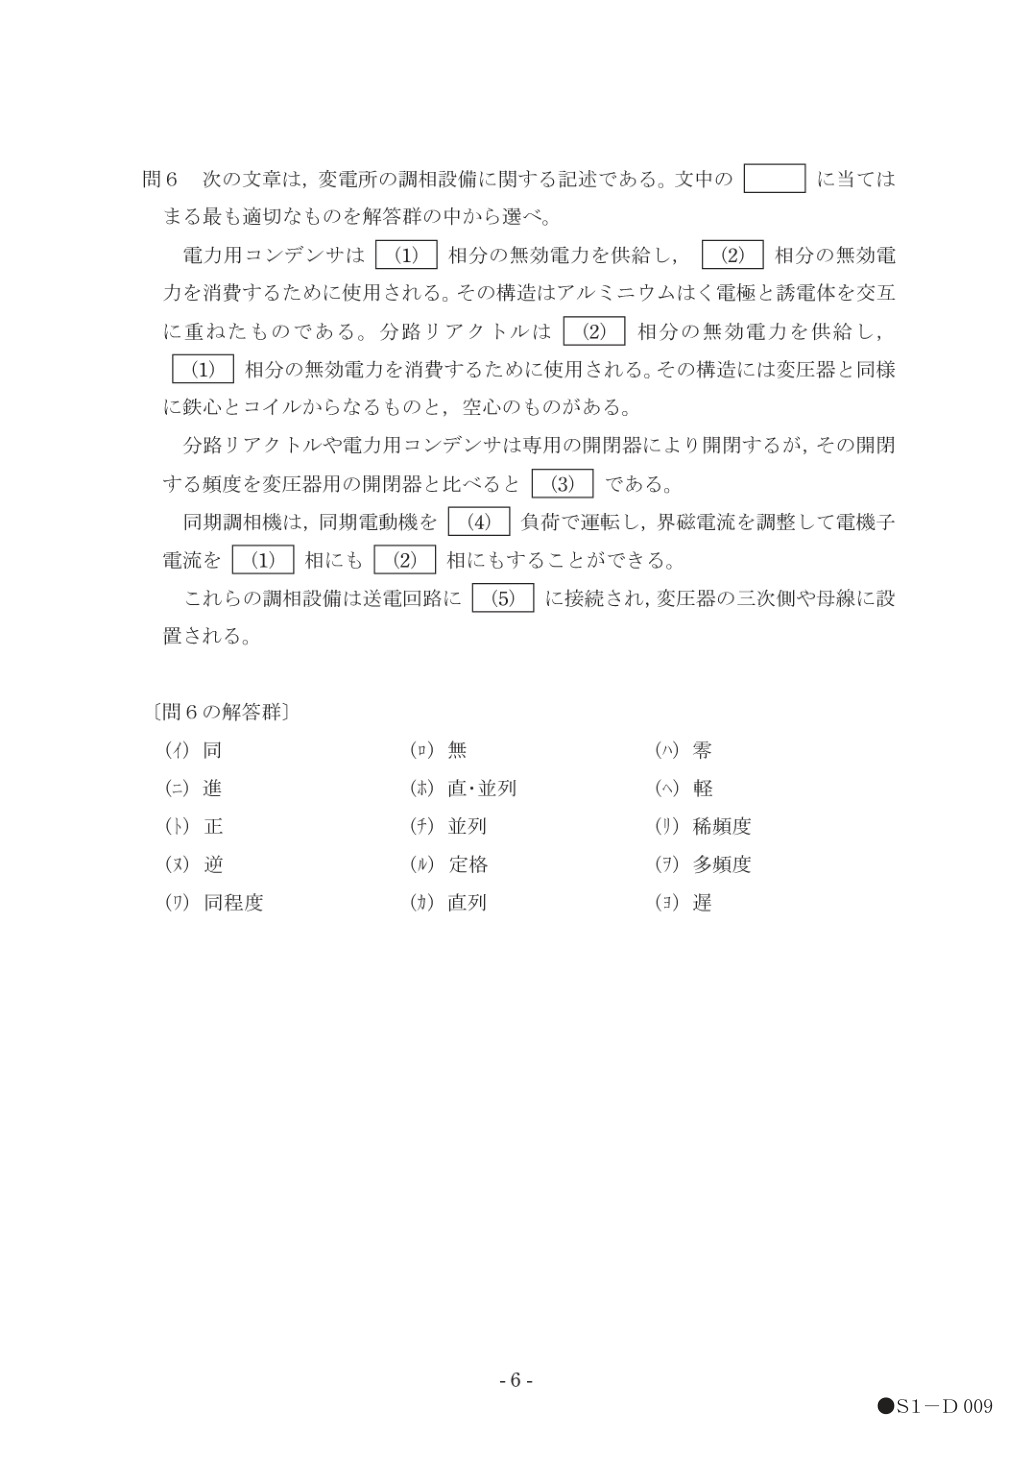 問６　次の文章は，変電所の調相設備に関する記述である。文中の　　　に当ては
まる最も適切なものを解答群の中から選べ。
電力用コンデンサは (1) 相分の無効電力を供給し， (2) 相分の無効電
力を消費するために使用される。その構造はアルミニウムはく電極と誘電体を交互
に重ねたものである。分路リアクトルは (2) 相分の無効電力を供給し，
(1) 相分の無効電力を消費するために使用される。その構造には変圧器と同様
に鉄心とコイルからなるものと，空心のものがある。
分路リアクトルや電力用コンデンサは専用の開閉器により開閉するが，その開閉
する頻度を変圧器用の開閉器と比べると (3) である。
同期調相機は，同期電動機を (4) 負荷で運転し，界磁電流を調整して電機子
電流を (1) 相にも (2) 相にもすることができる。
これらの調相設備は送電回路に (5) に接続され，変圧器の三次側や母線に設
置される。
〔問６の解答群〕
(ｲ) 同　(ﾛ) 無　(ﾊ) 零
(ﾆ) 進　(ﾎ) 直・並列　(ﾍ) 軽
(ﾄ) 正　(ﾁ) 並列　(ﾘ) 稀頻度
(ﾇ) 逆　(ﾙ) 定格　(ｦ) 多頻度
(ﾜ) 同程度　(ｶ) 直列　(ﾖ) 遅
- 6 -
●S1－D 009